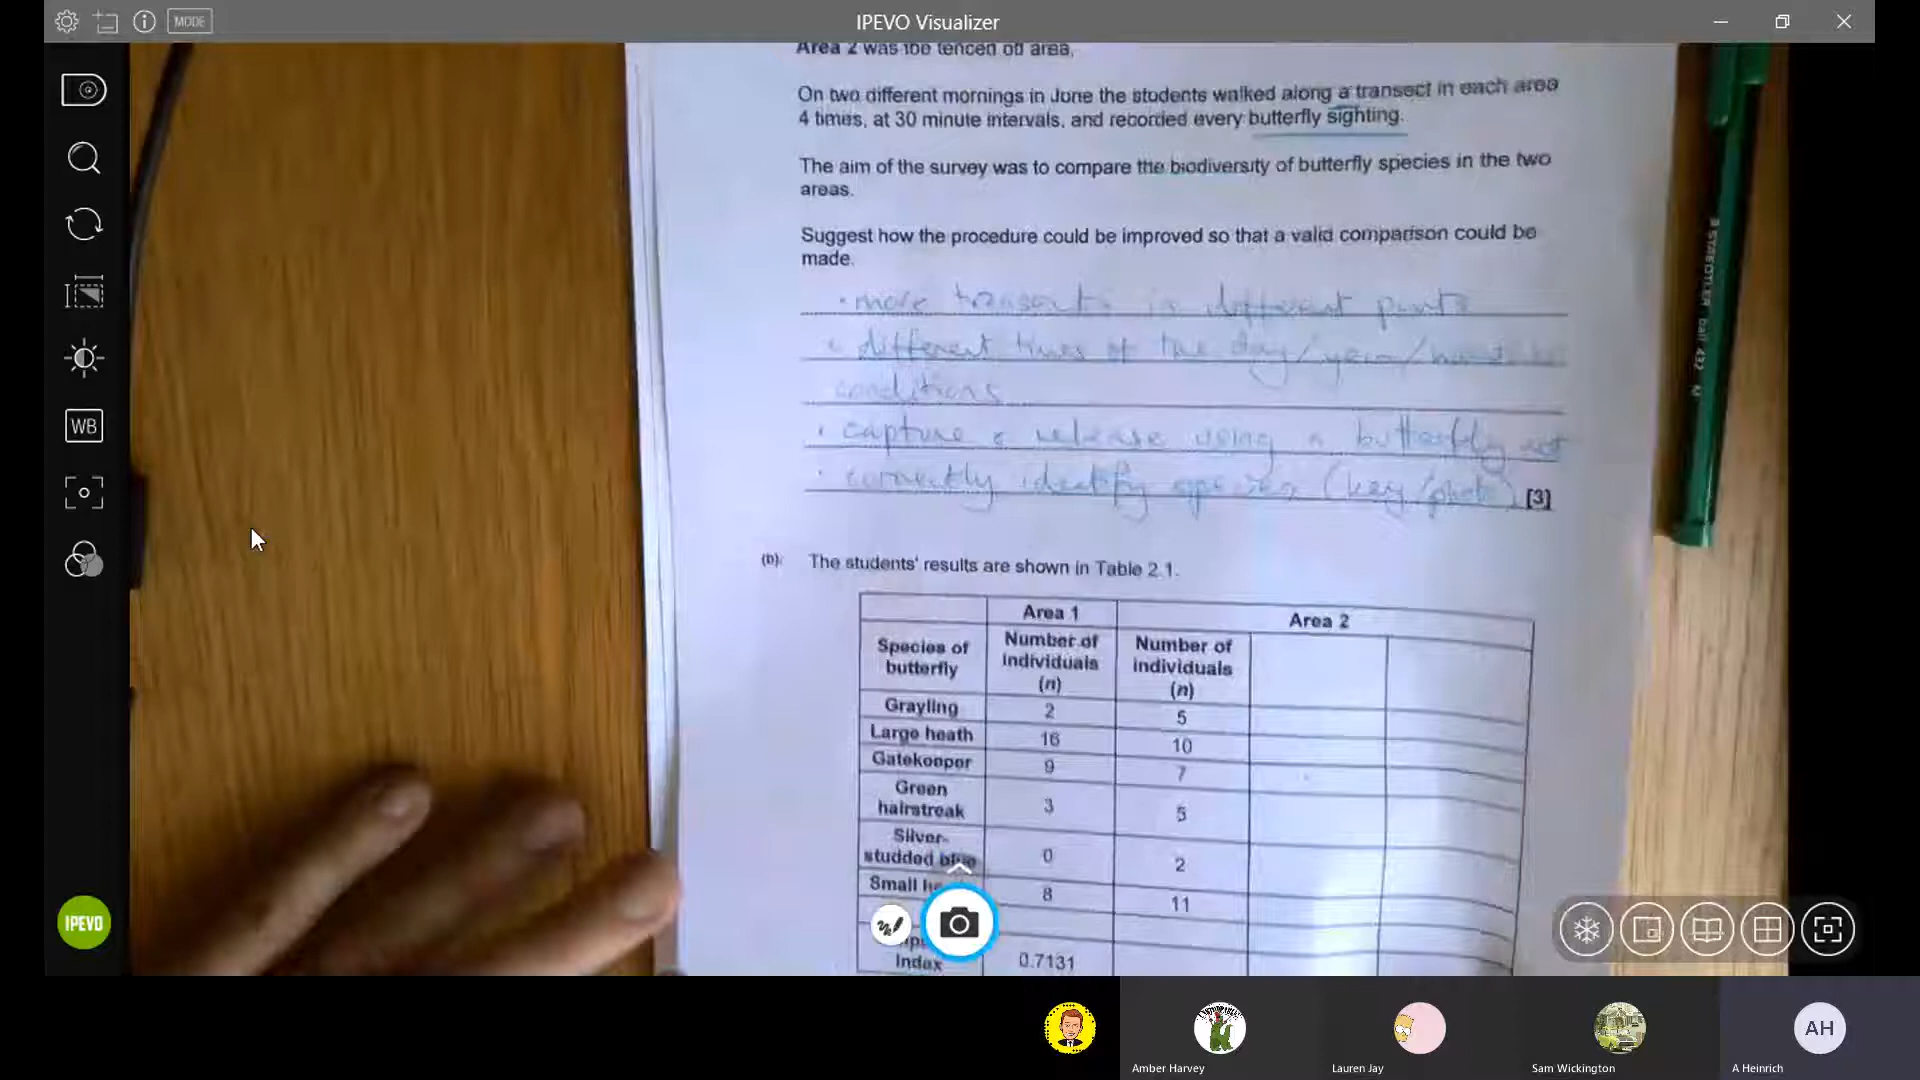 MODE
IPEVO Visualizer
Area 2 was the fenced off area.
On two different mornings in June the students walked along a transect in each area
4 times, at 30 minute intervals, and recorded every butterfly sighting.
The aim of the survey was to compare the biodiversity of butterfly species in the two
areas.
Suggest how the procedure could be improved so that a valid comparison could be
made.
· more transects in different parts
· different times of the day/year/
conditions
· capture & release using a butterfly net
· correctly identify species (key/photo) [3]
(b) The students' results are shown in Table 2.1.
Area 1 Area 2
Species of butterfly Number of individuals (n) Number of individuals (n)
Grayling 2 5
Large heath 16 10
Gatekeeper 9 7
Green hairstreak 3 5
Silver-studded blue 0 2
Small 8 11
Index 0.7131
WB
IPEVO
STAEDTLER ball 432 M
Amber Harvey
Lauren Jay
Sam Wickington
AH
A Heinrich